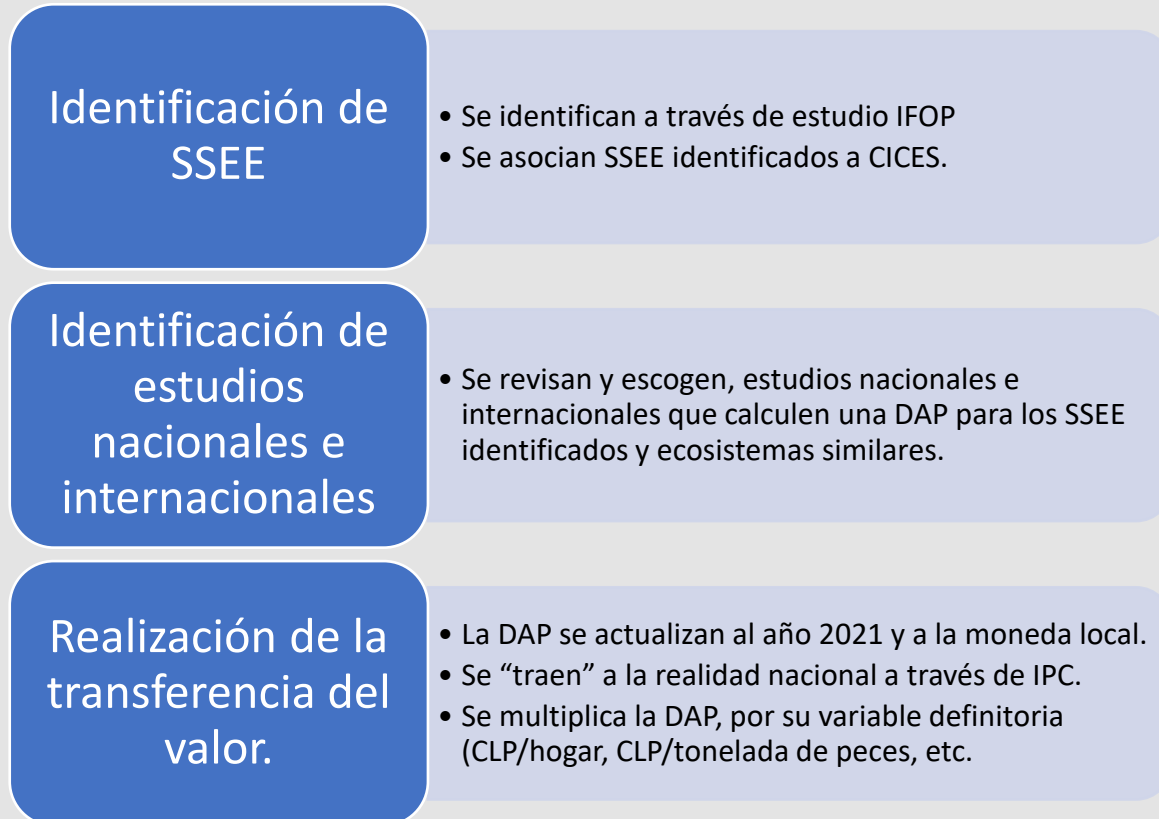 Identificación de
SSEE
• Se identifican a través de estudio IFOP
• Se asocian SSEE identificados a CICES.
Identificación de
estudios
nacionales e
internacionales
• Se revisan y escogen, estudios nacionales e
internacionales que calculen una DAP para los SSEE
identificados y ecosistemas similares.
Realización de la
transferencia del
valor.
• La DAP se actualizan al año 2021 y a la moneda local.
• Se “traen” a la realidad nacional a través de IPC.
• Se multiplica la DAP, por su variable definitoria
(CLP/hogar, CLP/tonelada de peces, etc.